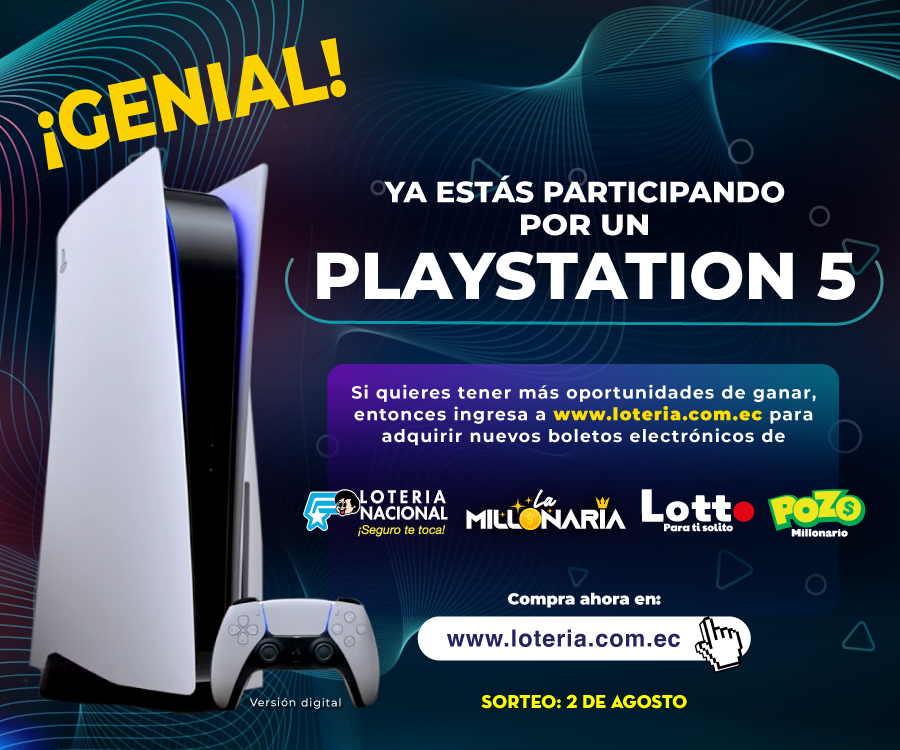 ¡GENIAL!
YA ESTÁS PARTICIPANDO
POR UN
PLAYSTATION 5
Si quieres tener más oportunidades de ganar,
entonces ingresa a www.loteria.com.ec para
adquirir nuevos boletos electrónicos de
LOTERIA
NACIONAL
¡Seguro te toca!
La
MILLONARIA
Lotto
Para ti solito
POZO
Millonario
Compra ahora en:
www.loteria.com.ec
Versión digital
SORTEO: 2 DE AGOSTO